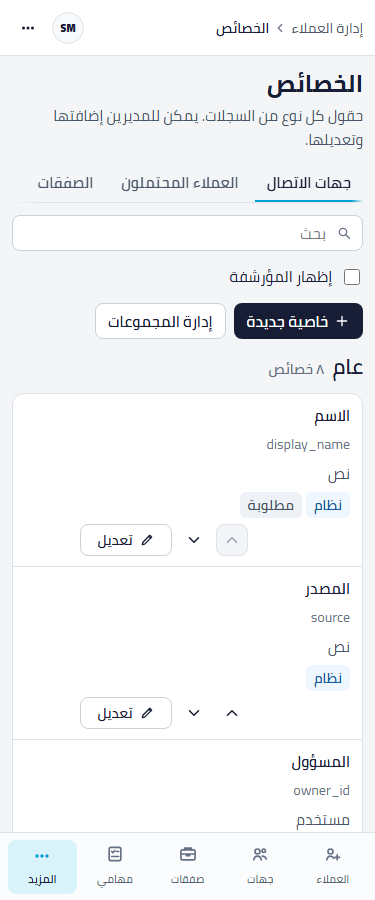 إدارة العملاء › الخصائص
SM
الخصائص
حقول كل نوع من السجلات. يمكن للمديرين إضافتها
وتعديلها.
جهات الاتصال
العملاء المحتملون
الصفقات
بحث
إظهار المؤرشفة
خاصية جديدة
إدارة المجموعات
عام ٨ خصائص
الاسم
display_name
نص
نظام مطلوبة
تعديل
المصدر
source
نص
نظام
تعديل
المسؤول
owner_id
مستخدم
العملاء
جهات
صفقات
مهامي
المزيد